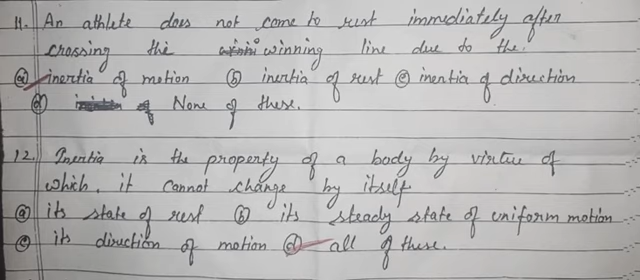 11. An athlete does not come to rest immediately after
crossing the winning line due to the.
(a) inertia of motion (b) inertia of rest (c) inertia of direction
(d) None of these.
12. Inertia is the property of a body by virtue of
which, it cannot change by itself
(a) its state of rest (b) its steady state of uniform motion
(c) its direction of motion (d) all of these.